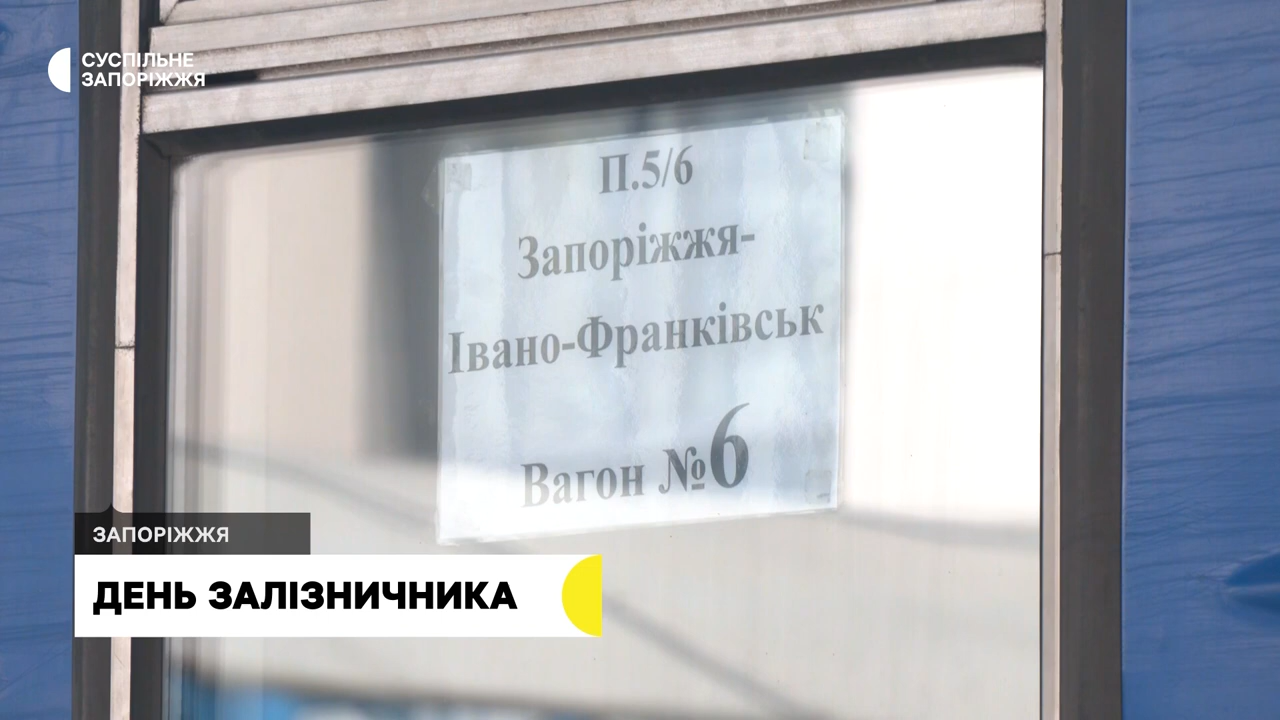 СУСПІЛЬНЕ
ЗАПОРІЖЖЯ
П.5/6
Запоріжжя-
Івано-Франківськ
Вагон №6
ЗАПОРІЖЖЯ
ДЕНЬ ЗАЛІЗНИЧНИКА